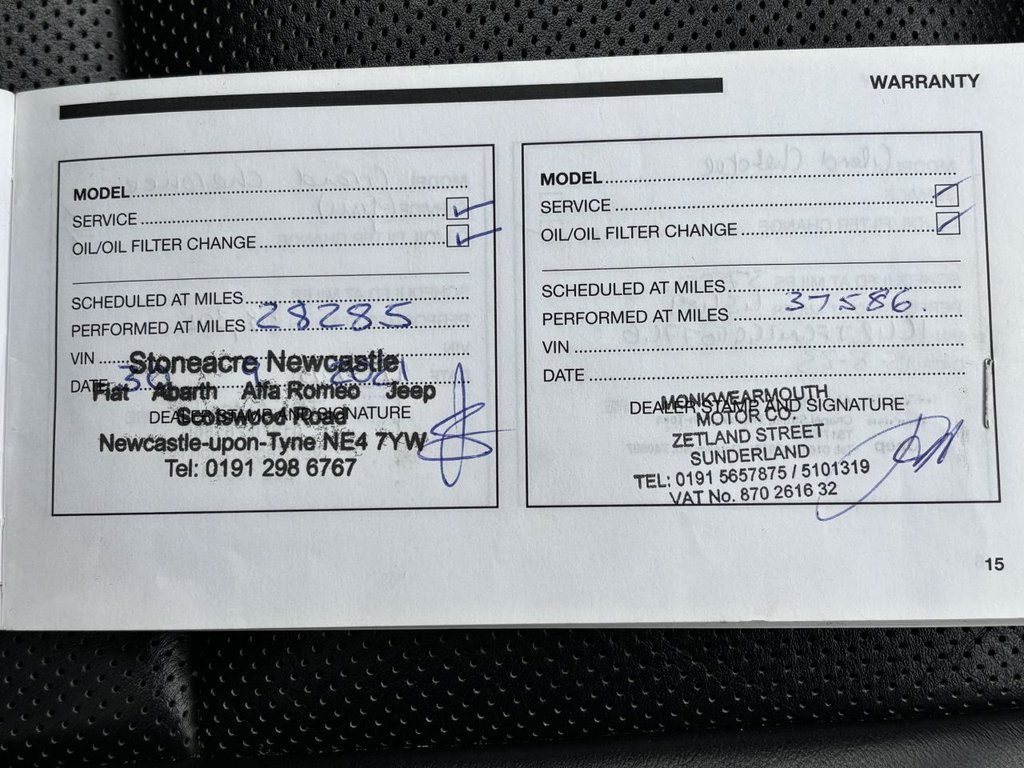 WARRANTY
MODEL
SERVICE
OIL/OIL FILTER CHANGE
SCHEDULED AT MILES
PERFORMED AT MILES 28285
VIN
DATE 30 9 2021
Stoneacre Newcastle
Fiat Abarth Alfa Romeo Jeep
DEALER STAMP AND SIGNATURE
Scotswood Road
Newcastle-upon-Tyne NE4 7YW
Tel: 0191 298 6767
MODEL
SERVICE
OIL/OIL FILTER CHANGE
SCHEDULED AT MILES
PERFORMED AT MILES 37586.
VIN
DATE
MONKWEARMOUTH
DEALER STAMP AND SIGNATURE
MOTOR CO.
ZETLAND STREET
SUNDERLAND
TEL: 0191 5657875 / 5101319
VAT No. 870 2616 32
15